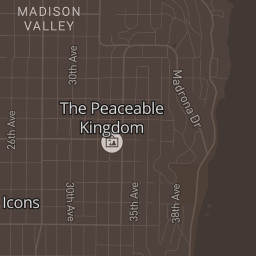 MADISON
VALLEY
30th Ave
Madrona Dr
26th Ave
The Peaceable
Kingdom
Icons
30th Ave
35th Ave
38th Ave